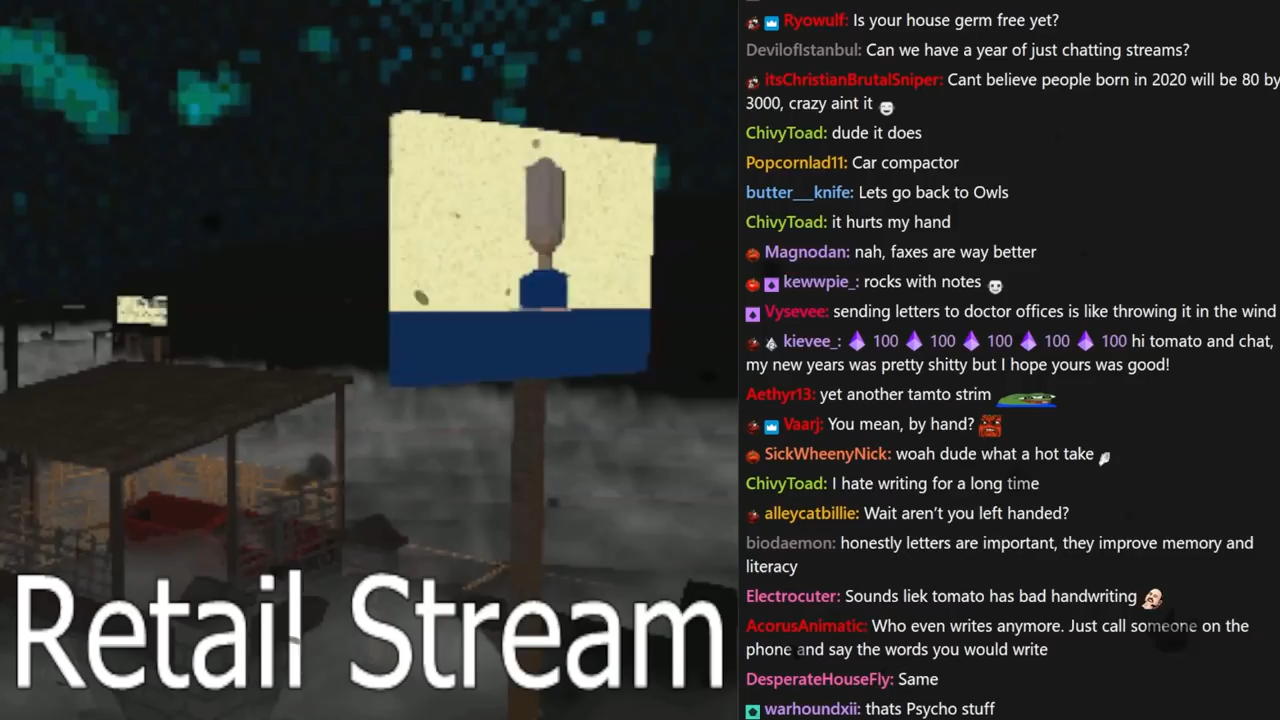 Ryowulf: Is your house germ free yet?
DevilofIstanbul: Can we have a year of just chatting streams?
itsChristianBrutalSniper: Cant believe people born in 2020 will be 80 by
3000, crazy aint it
ChivyToad: dude it does
Popcornlad11: Car compactor
butter___knife: Lets go back to Owls
ChivyToad: it hurts my hand
Magnodan: nah, faxes are way better
kewwpie_: rocks with notes
Vysevee: sending letters to doctor offices is like throwing it in the wind
kievee_: 100 100 100 100 100 hi tomato and chat,
my new years was pretty shitty but I hope yours was good!
Aethyr13: yet another tamto strim
Vaarj: You mean, by hand?
SickWheenyNick: woah dude what a hot take
ChivyToad: I hate writing for a long time
alleycatbillie: Wait aren't you left handed?
biodaemon: honestly letters are important, they improve memory and
literacy
Electrocuter: Sounds liek tomato has bad handwriting
AcorusAnimatic: Who even writes anymore. Just call someone on the
phone and say the words you would write
DesperateHouseFly: Same
warhoundxii: thats Psycho stuff
Retail Stream